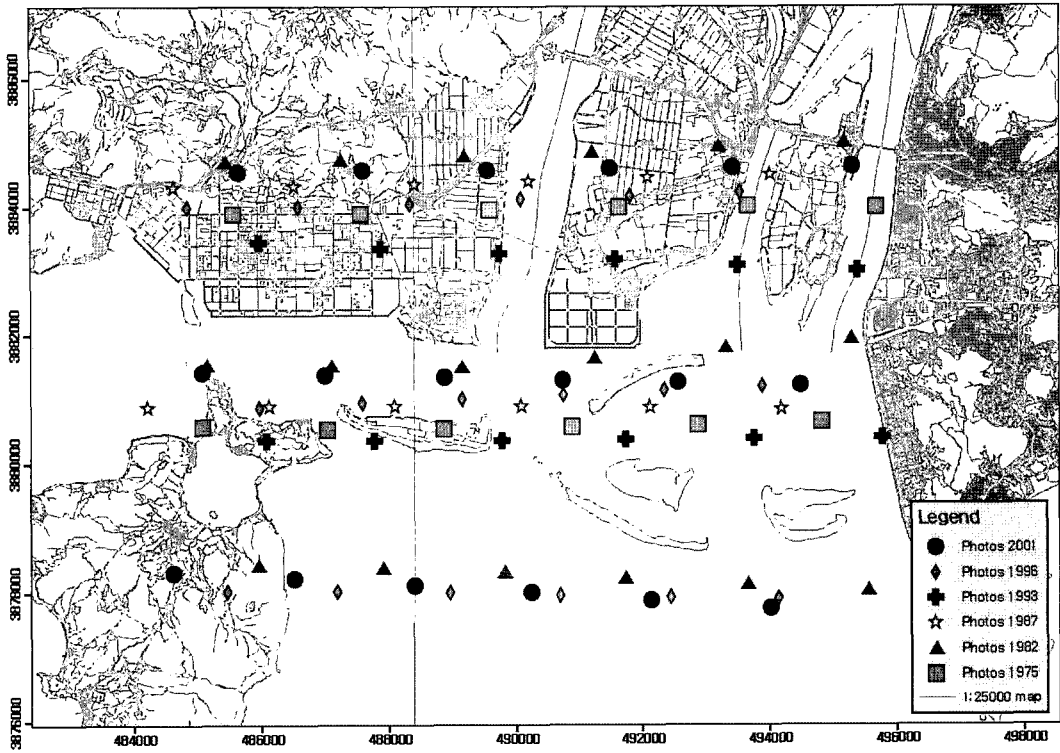 3886000
3884000
3882000
3880000
3878000
3876000
Legend
Photos 2001
Photos 1996
Photos 1993
Photos 1987
Photos 1982
Photos 1975
1:25000 map
484000
486000
488000
490000
492000
494000
496000
498000